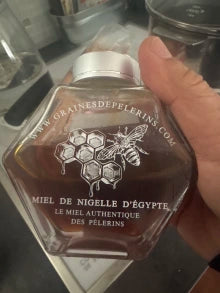 WWW.GRAINESDEPELERINS.COM
MIEL DE NIGELLE D'ÉGYPTE
LE MIEL AUTHENTIQUE
DES PÈLERINS